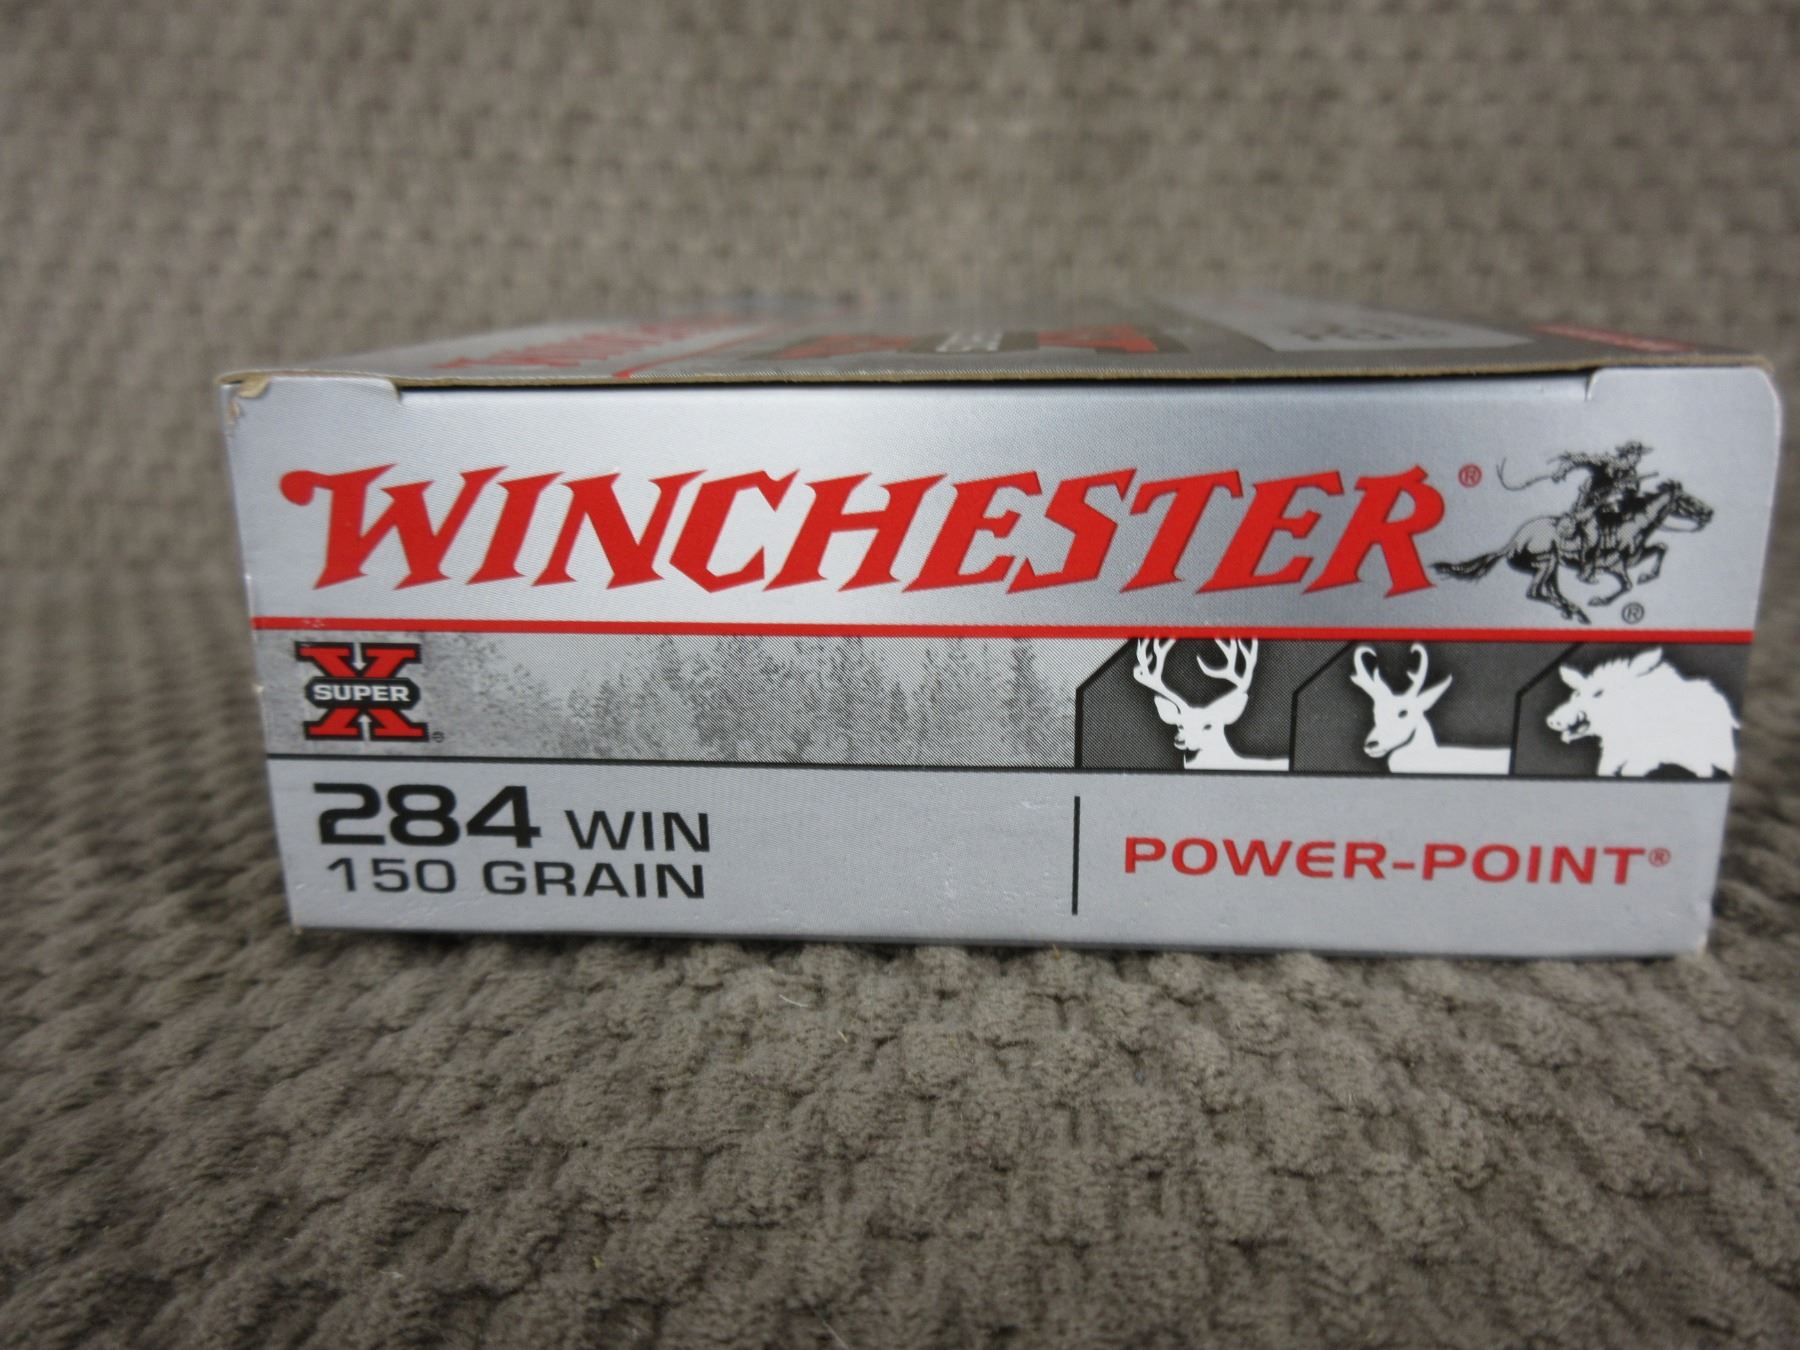 WINCHESTER®
®
SUPER X®
284 WIN
150 GRAIN
POWER-POINT®